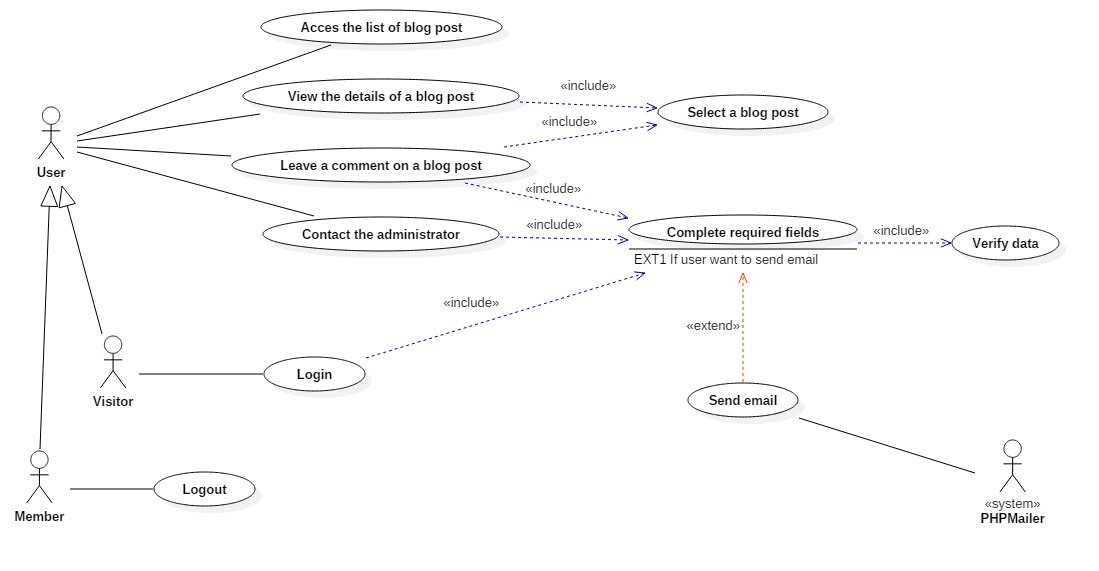 Acces the list of blog post
View the details of a blog post
«include»
Select a blog post
«include»
User
Leave a comment on a blog post
«include»
Contact the administrator
«include»
Complete required fields
«include»
Verify data
EXT1 If user want to send email
«include»
«extend»
Visitor
Login
Send email
Member
Logout
«system»
PHPMailer